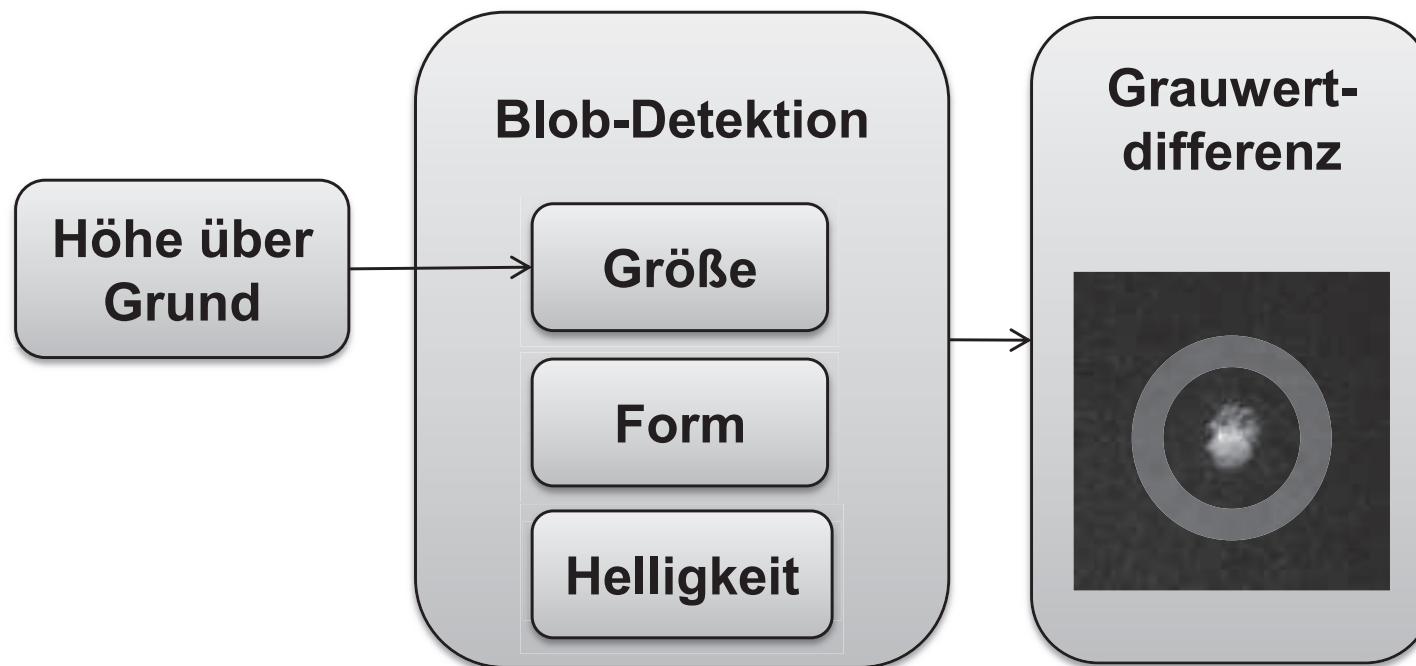 Höhe über
Grund
Blob-Detektion
Größe
Form
Helligkeit
Grauwert-
differenz